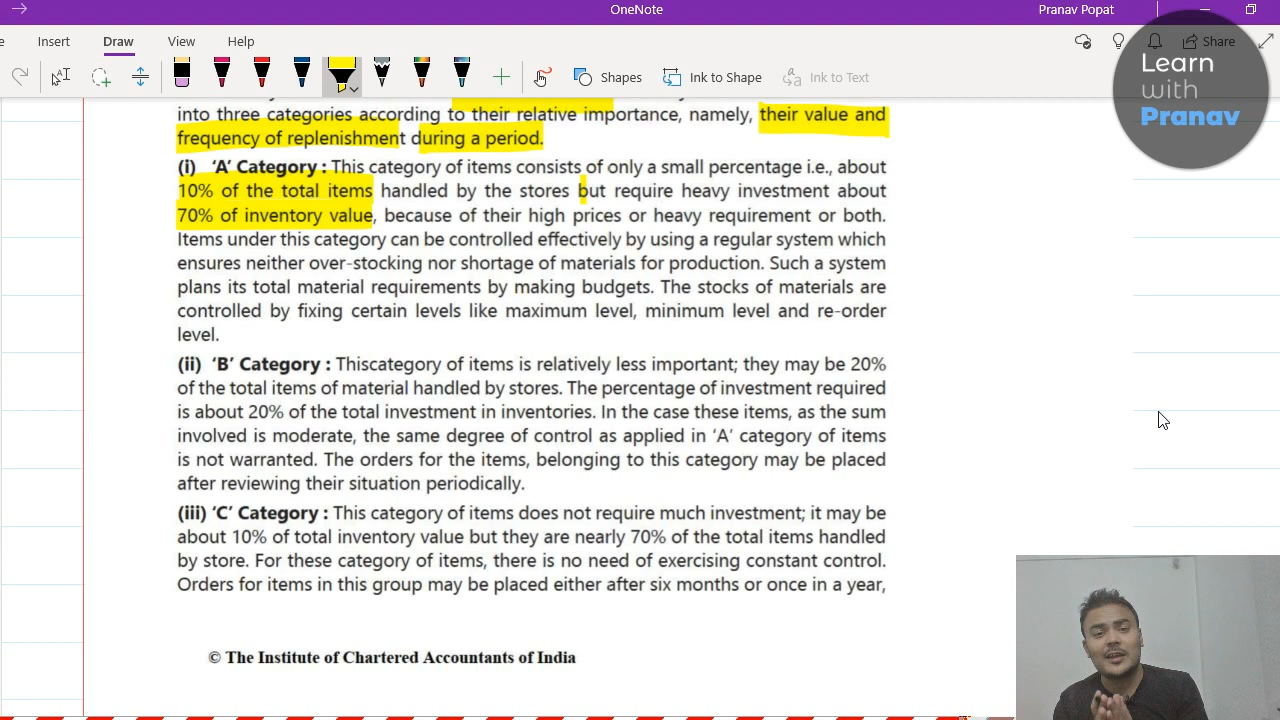 OneNote
Pranav Popat
Insert
Draw
View
Help
Share
Shapes
Ink to Shape
Ink to Text
Learn
with
Pranav
into three categories according to their relative importance, namely, their value and
frequency of replenishment during a period.
(i) ‘A’ Category : This category of items consists of only a small percentage i.e., about
10% of the total items handled by the stores but require heavy investment about
70% of inventory value, because of their high prices or heavy requirement or both.
Items under this category can be controlled effectively by using a regular system which
ensures neither over-stocking nor shortage of materials for production. Such a system
plans its total material requirements by making budgets. The stocks of materials are
controlled by fixing certain levels like maximum level, minimum level and re-order
level.
(ii) ‘B’ Category : Thiscategory of items is relatively less important; they may be 20%
of the total items of material handled by stores. The percentage of investment required
is about 20% of the total investment in inventories. In the case these items, as the sum
involved is moderate, the same degree of control as applied in ‘A’ category of items
is not warranted. The orders for the items, belonging to this category may be placed
after reviewing their situation periodically.
(iii) ‘C’ Category : This category of items does not require much investment; it may be
about 10% of total inventory value but they are nearly 70% of the total items handled
by store. For these category of items, there is no need of exercising constant control.
Orders for items in this group may be placed either after six months or once in a year,
© The Institute of Chartered Accountants of India